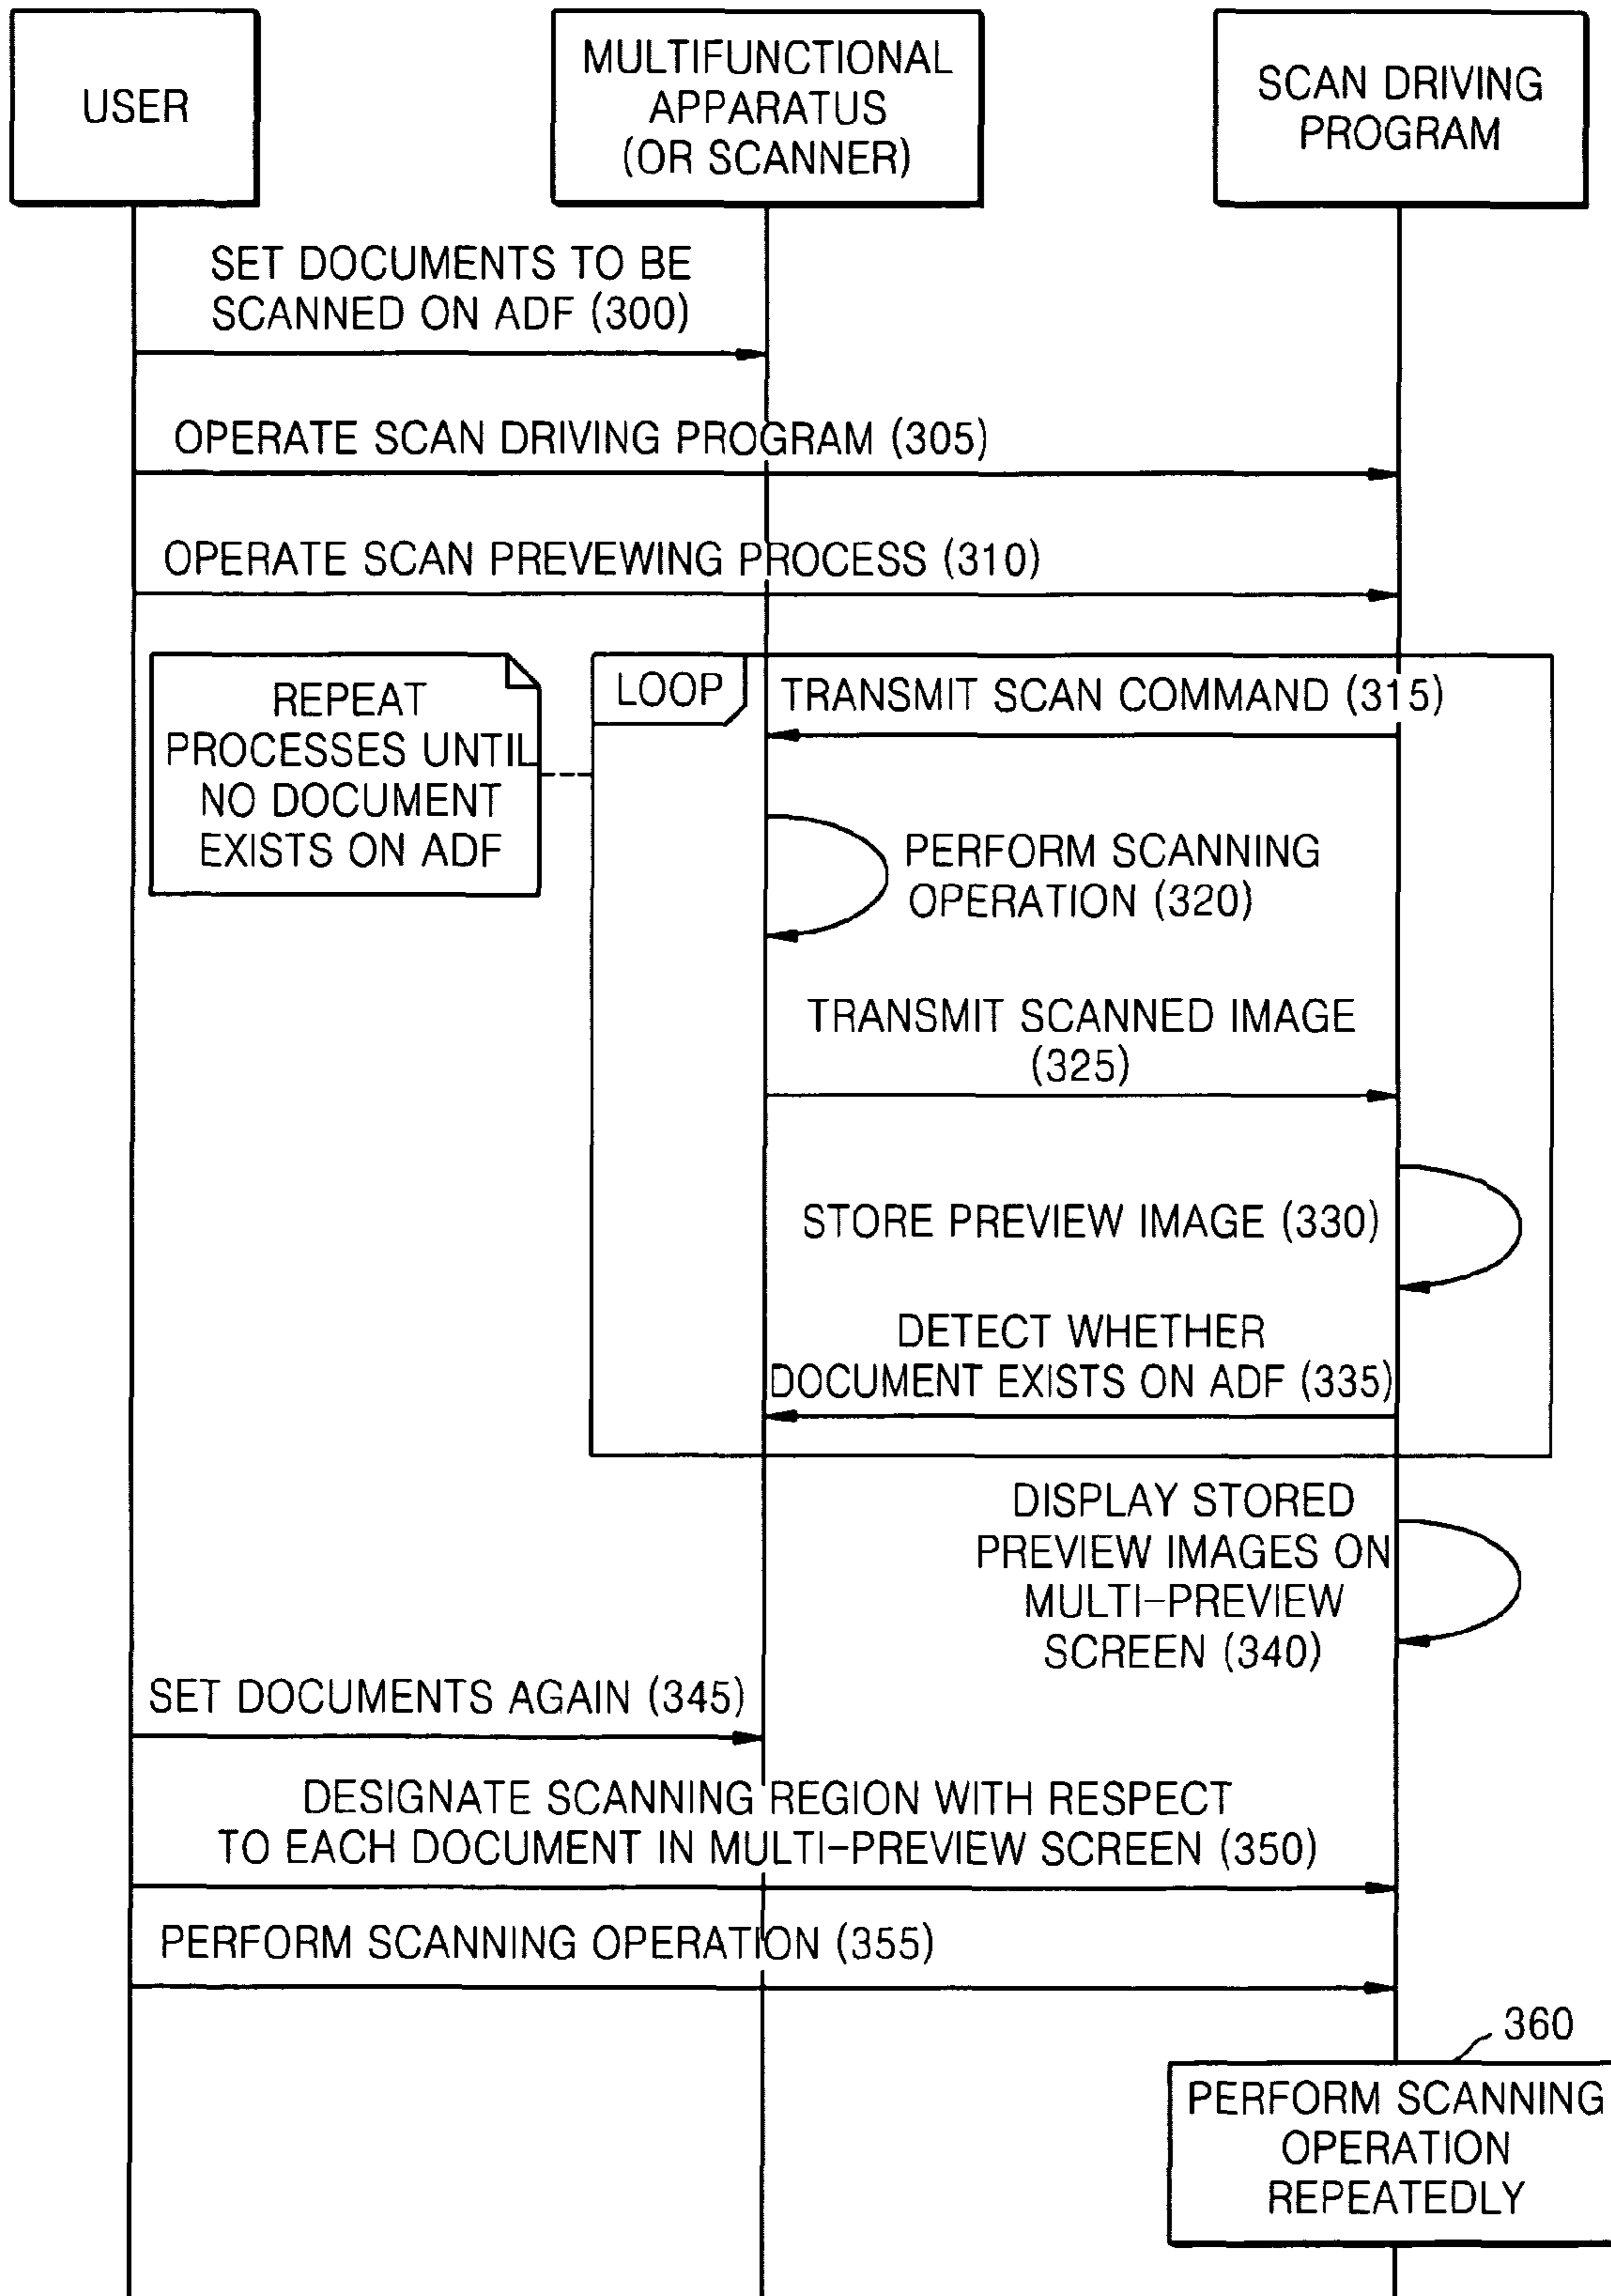 USER
MULTIFUNCTIONAL
APPARATUS
(OR SCANNER)
SCAN DRIVING
PROGRAM
SET DOCUMENTS TO BE
SCANNED ON ADF (300)
OPERATE SCAN DRIVING PROGRAM (305)
OPERATE SCAN PREVEWING PROCESS (310)
REPEAT
PROCESSES UNTIL
NO DOCUMENT
EXISTS ON ADF
LOOP
TRANSMIT SCAN COMMAND (315)
PERFORM SCANNING
OPERATION (320)
TRANSMIT SCANNED IMAGE
(325)
STORE PREVIEW IMAGE (330)
DETECT WHETHER
DOCUMENT EXISTS ON ADF (335)
DISPLAY STORED
PREVIEW IMAGES ON
MULTI-PREVIEW
SCREEN (340)
SET DOCUMENTS AGAIN (345)
DESIGNATE SCANNING REGION WITH RESPECT
TO EACH DOCUMENT IN MULTI-PREVIEW SCREEN (350)
PERFORM SCANNING OPERATION (355)
360
PERFORM SCANNING
OPERATION
REPEATEDLY